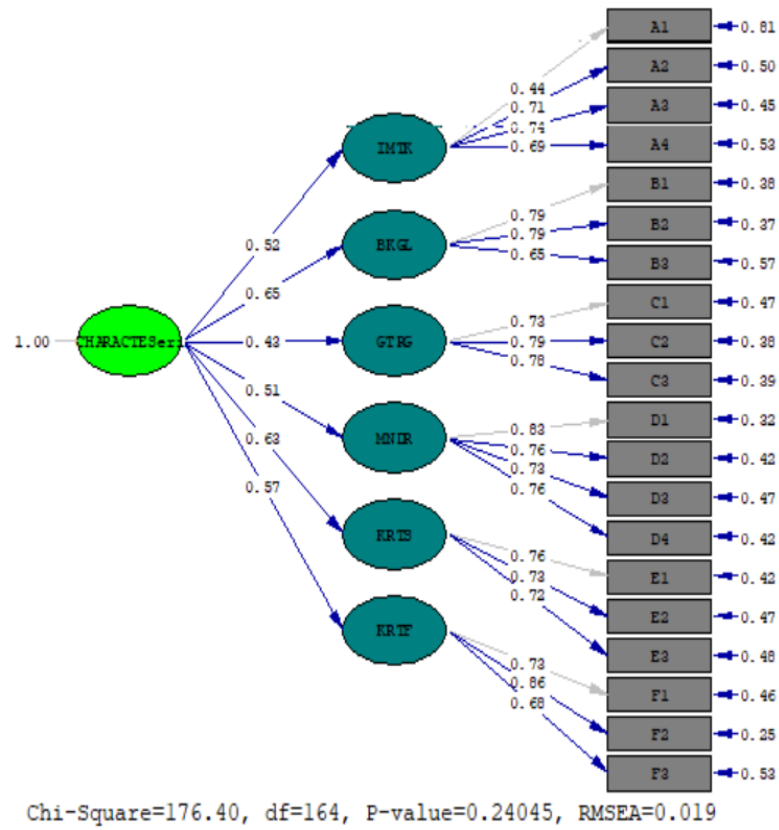 1.00
CHARACTESeri
0.52
0.65
0.43
0.51
0.63
0.57
IMTK
BKGL
GTRG
MNDR
KRTS
KRTF
0.44
0.71
0.74
0.69
0.79
0.79
0.65
0.73
0.79
0.78
0.83
0.76
0.73
0.76
0.76
0.73
0.72
0.73
0.86
0.68
A1 0.81
A2 0.50
A3 0.45
A4 0.53
B1 0.38
B2 0.37
B3 0.57
C1 0.47
C2 0.38
C3 0.39
D1 0.32
D2 0.42
D3 0.47
D4 0.42
E1 0.42
E2 0.47
E3 0.48
F1 0.46
F2 0.25
F3 0.53
Chi-Square=176.40, df=164, P-value=0.24045, RMSEA=0.019